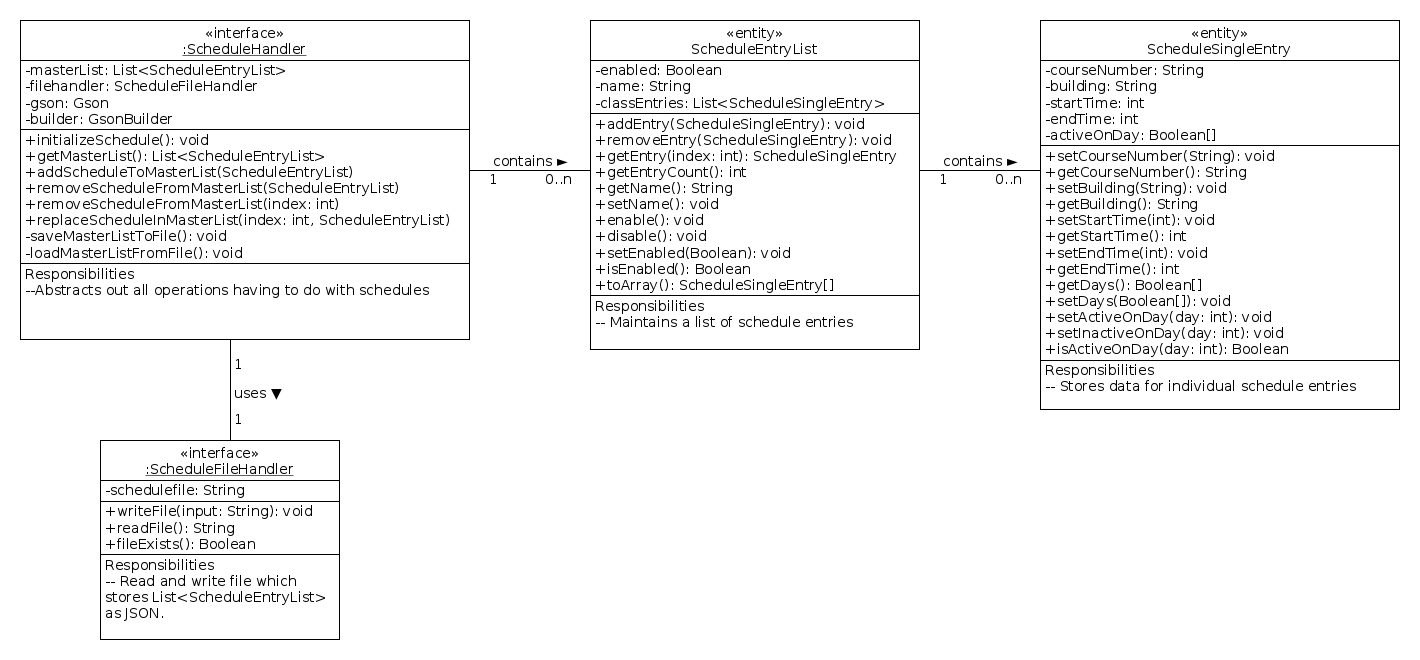 «interface»
:ScheduleHandler
-masterList: List<ScheduleEntryList>
-filehandler: ScheduleFileHandler
-gson: Gson
-builder: GsonBuilder
+initializeSchedule(): void
+getMasterList(): List<ScheduleEntryList>
+addScheduleToMasterList(ScheduleEntryList)
+removeScheduleFromMasterList(ScheduleEntryList)
+removeScheduleFromMasterList(index: int)
+replaceScheduleInMasterList(index: int, ScheduleEntryList)
-saveMasterListToFile(): void
-loadMasterListFromFile(): void
Responsibilities
--Abstracts out all operations having to do with schedules
contains ►
1 0..n
«entity»
ScheduleEntryList
-enabled: Boolean
-name: String
-classEntries: List<ScheduleSingleEntry>
+addEntry(ScheduleSingleEntry): void
+removeEntry(ScheduleSingleEntry): void
+getEntry(index: int): ScheduleSingleEntry
+getEntryCount(): int
+getName(): String
+setName(): void
+enable(): void
+disable(): void
+setEnabled(Boolean): void
+isEnabled(): Boolean
+toArray(): ScheduleSingleEntry[]
Responsibilities
-- Maintains a list of schedule entries
contains ►
1 0..n
«entity»
ScheduleSingleEntry
-courseNumber: String
-building: String
-startTime: int
-endTime: int
-activeOnDay: Boolean[]
+setCourseNumber(String): void
+getCourseNumber(): String
+setBuilding(String): void
+getBuilding(): String
+setStartTime(int): void
+getStartTime(): int
+setEndTime(int): void
+getEndTime(): int
+getDays(): Boolean[]
+setDays(Boolean[]): void
+setActiveOnDay(day: int): void
+setInactiveOnDay(day: int): void
+isActiveOnDay(day: int): Boolean
Responsibilities
-- Stores data for individual schedule entries
1
uses ▼
1
«interface»
:ScheduleFileHandler
-schedulefile: String
+writeFile(input: String): void
+readFile(): String
+fileExists(): Boolean
Responsibilities
-- Read and write file which
stores List<ScheduleEntryList>
as JSON.